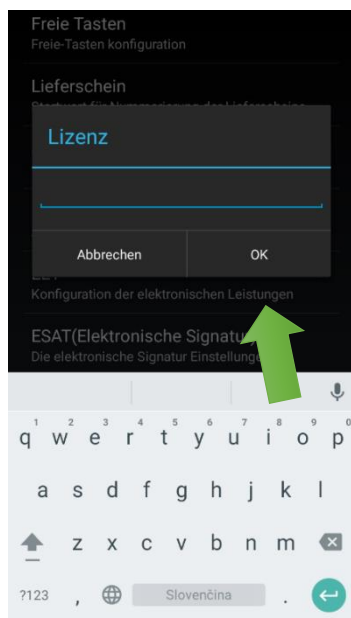 Freie Tasten
Freie-Tasten konfiguration
Lieferschein
Lizenz
Abbrechen OK
Konfiguration der elektronischen Leistungen
ESAT(Elektronische Signatur
Die elektronische Signatur Einstellunge
1 2 3 4 5 6 7 8 9 0
q w e r t y u i o p
a s d f g h j k l
z x c v b n m
?123 , Slovenčina .